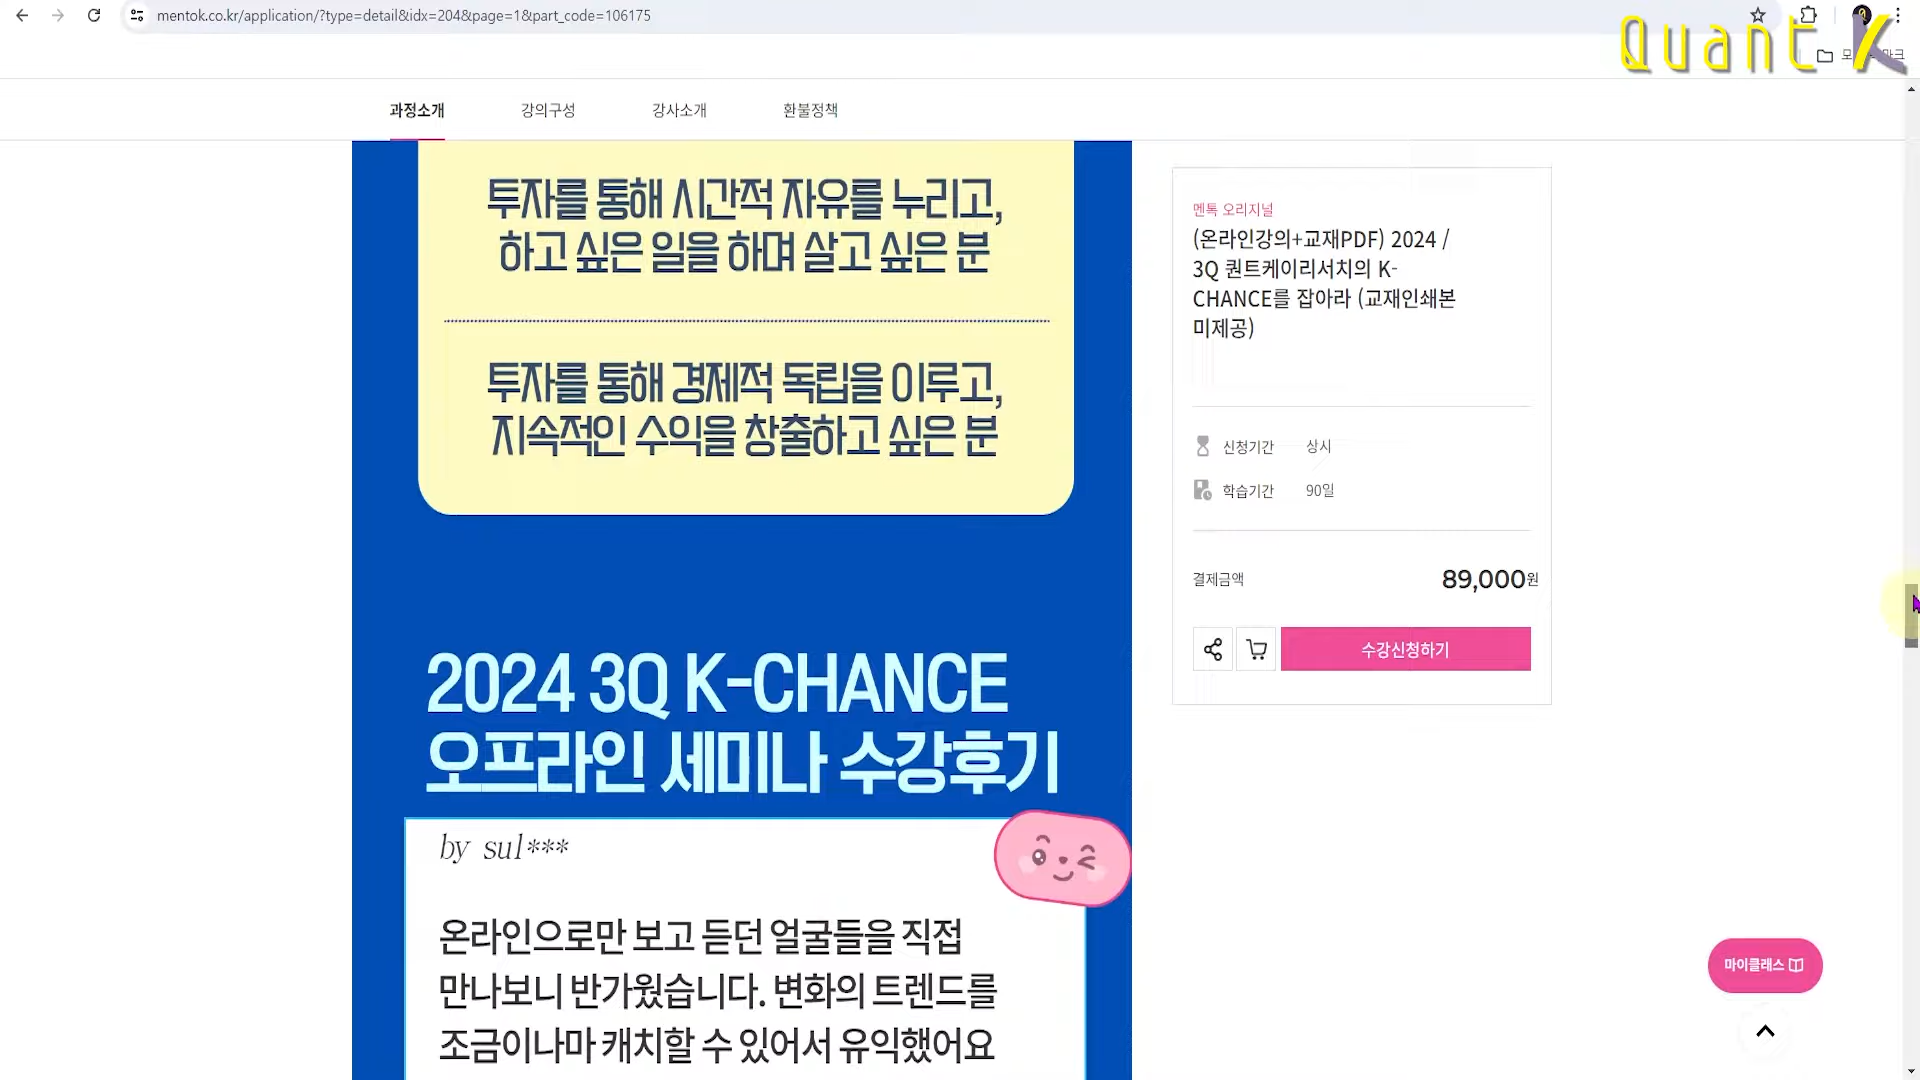 mentok.co.kr/application/?type=detail&idx=204&page=1&part_code=106175
Quant K
과정소개
강의구성
강사소개
환불정책
투자를 통해 시간적 자유를 누리고,
하고 싶은 일을 하며 살고 싶은 분
투자를 통해 경제적 독립을 이루고,
지속적인 수익을 창출하고 싶은 분
2024 3Q K-CHANCE
오프라인 세미나 수강후기
by sul***
온라인으로만 보고 듣던 얼굴들을 직접
만나보니 반가웠습니다. 변화의 트렌드를
조금이나마 캐치할 수 있어서 유익했어요
멘톡 오리지널
(온라인강의+교재PDF) 2024 /
3Q 퀀트케이리서치의 K-
CHANCE를 잡아라 (교재인쇄본
미제공)
신청기간 상시
학습기간 90일
결제금액 89,000원
수강신청하기
마이클래스